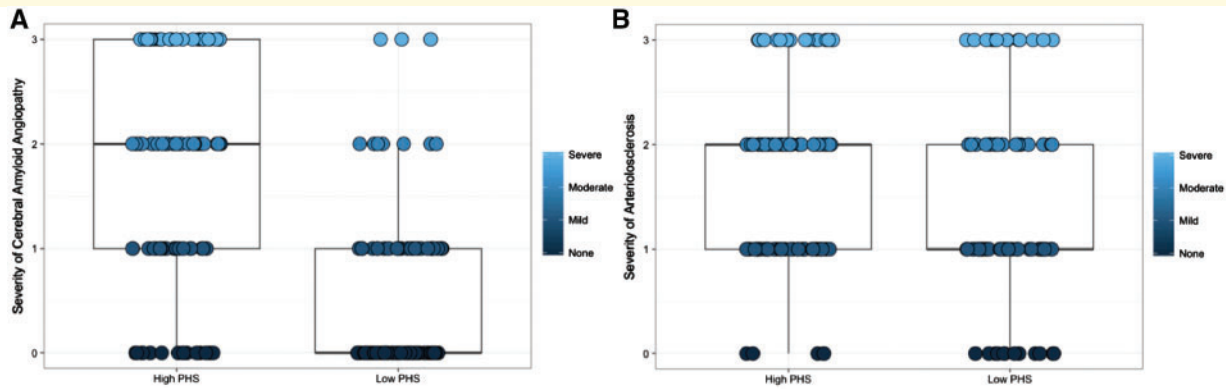 A
Severity of Cerebral Amyloid Angiopathy
3
2
1
0
High PHS
Low PHS
Severe
Moderate
Mild
None
B
Severity of Arteriolosclerosis
3
2
1
0
High PHS
Low PHS
Severe
Moderate
Mild
None